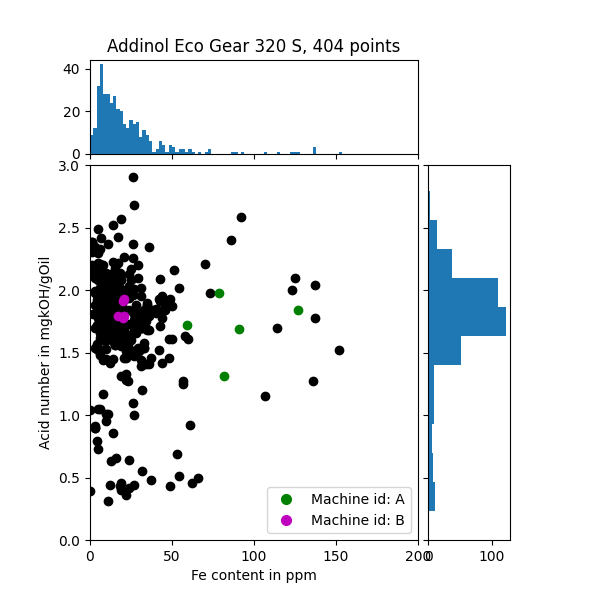 Addinol Eco Gear 320 S, 404 points
40
20
0
3.0
2.5
2.0
1.5
1.0
0.5
0.0
Acid number in mgkOH/gOil
Machine id: A
Machine id: B
0 50 100 150 200 0 100
Fe content in ppm